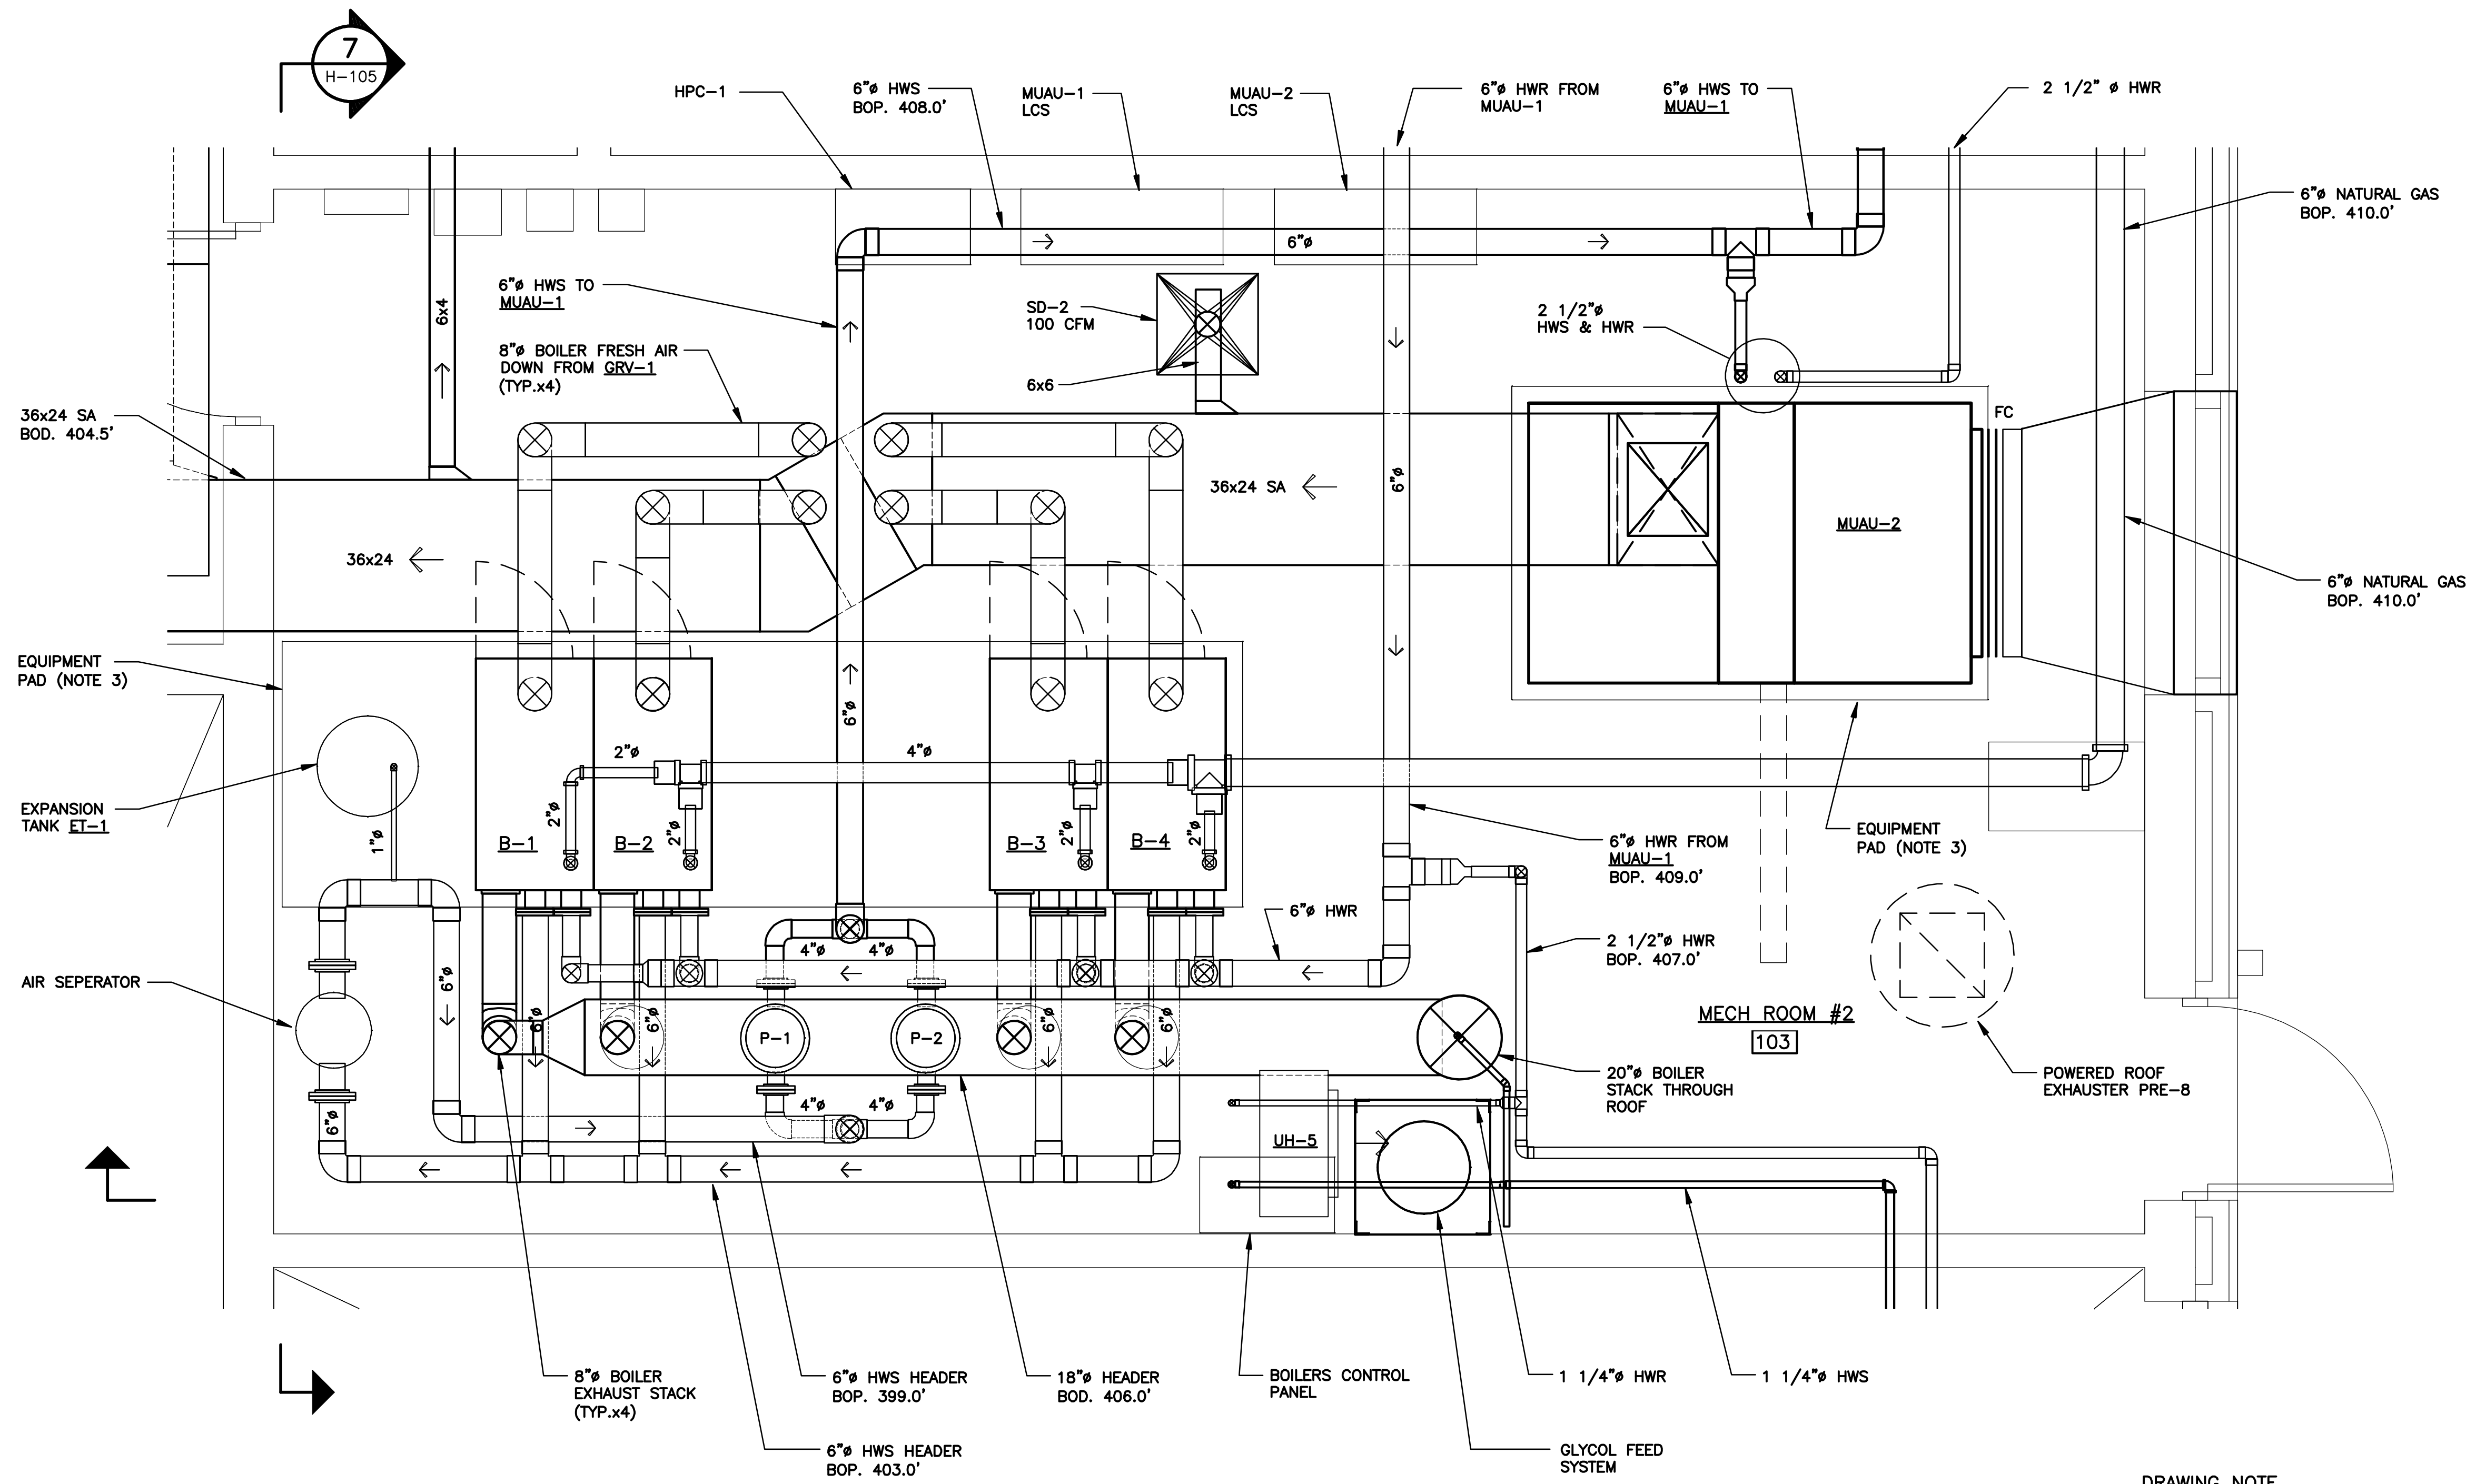 7
H-105
HPC-1
6"ø HWS
BOP. 408.0'
MUAU-1
LCS
MUAU-2
LCS
6"ø HWR FROM
MUAU-1
6"ø HWS TO
MUAU-1
2 1/2" ø HWR
6"ø NATURAL GAS
BOP. 410.0'
6"ø
6x4
6"ø HWS TO
MUAU-1
SD-2
100 CFM
2 1/2"ø
HWS & HWR
8"ø BOILER FRESH AIR
DOWN FROM GRV-1
(TYP.x4)
6x6
36x24 SA
BOD. 404.5'
FC
36x24 SA
6"ø
MUAU-2
36x24
6"ø NATURAL GAS
BOP. 410.0'
EQUIPMENT
PAD (NOTE 3)
6"ø
2"ø
4"ø
EXPANSION
TANK ET-1
1"ø
2"ø
2"ø
2"ø
2"ø
B-1
B-2
B-3
B-4
6"ø HWR FROM
MUAU-1
BOP. 409.0'
EQUIPMENT
PAD (NOTE 3)
6"ø HWR
4"ø
4"ø
2 1/2"ø HWR
BOP. 407.0'
AIR SEPERATOR
6"ø
6"ø
6"ø
6"ø
6"ø
P-1
P-2
MECH ROOM #2
103
20"ø BOILER
STACK THROUGH
ROOF
POWERED ROOF
EXHAUSTER PRE-8
6"ø
4"ø
4"ø
UH-5
8"ø BOILER
EXHAUST STACK
(TYP.x4)
6"ø HWS HEADER
BOP. 399.0'
18"ø HEADER
BOD. 406.0'
BOILERS CONTROL
PANEL
1 1/4"ø HWR
1 1/4"ø HWS
6"ø HWS HEADER
BOP. 403.0'
GLYCOL FEED
SYSTEM
DRAWING NOTE